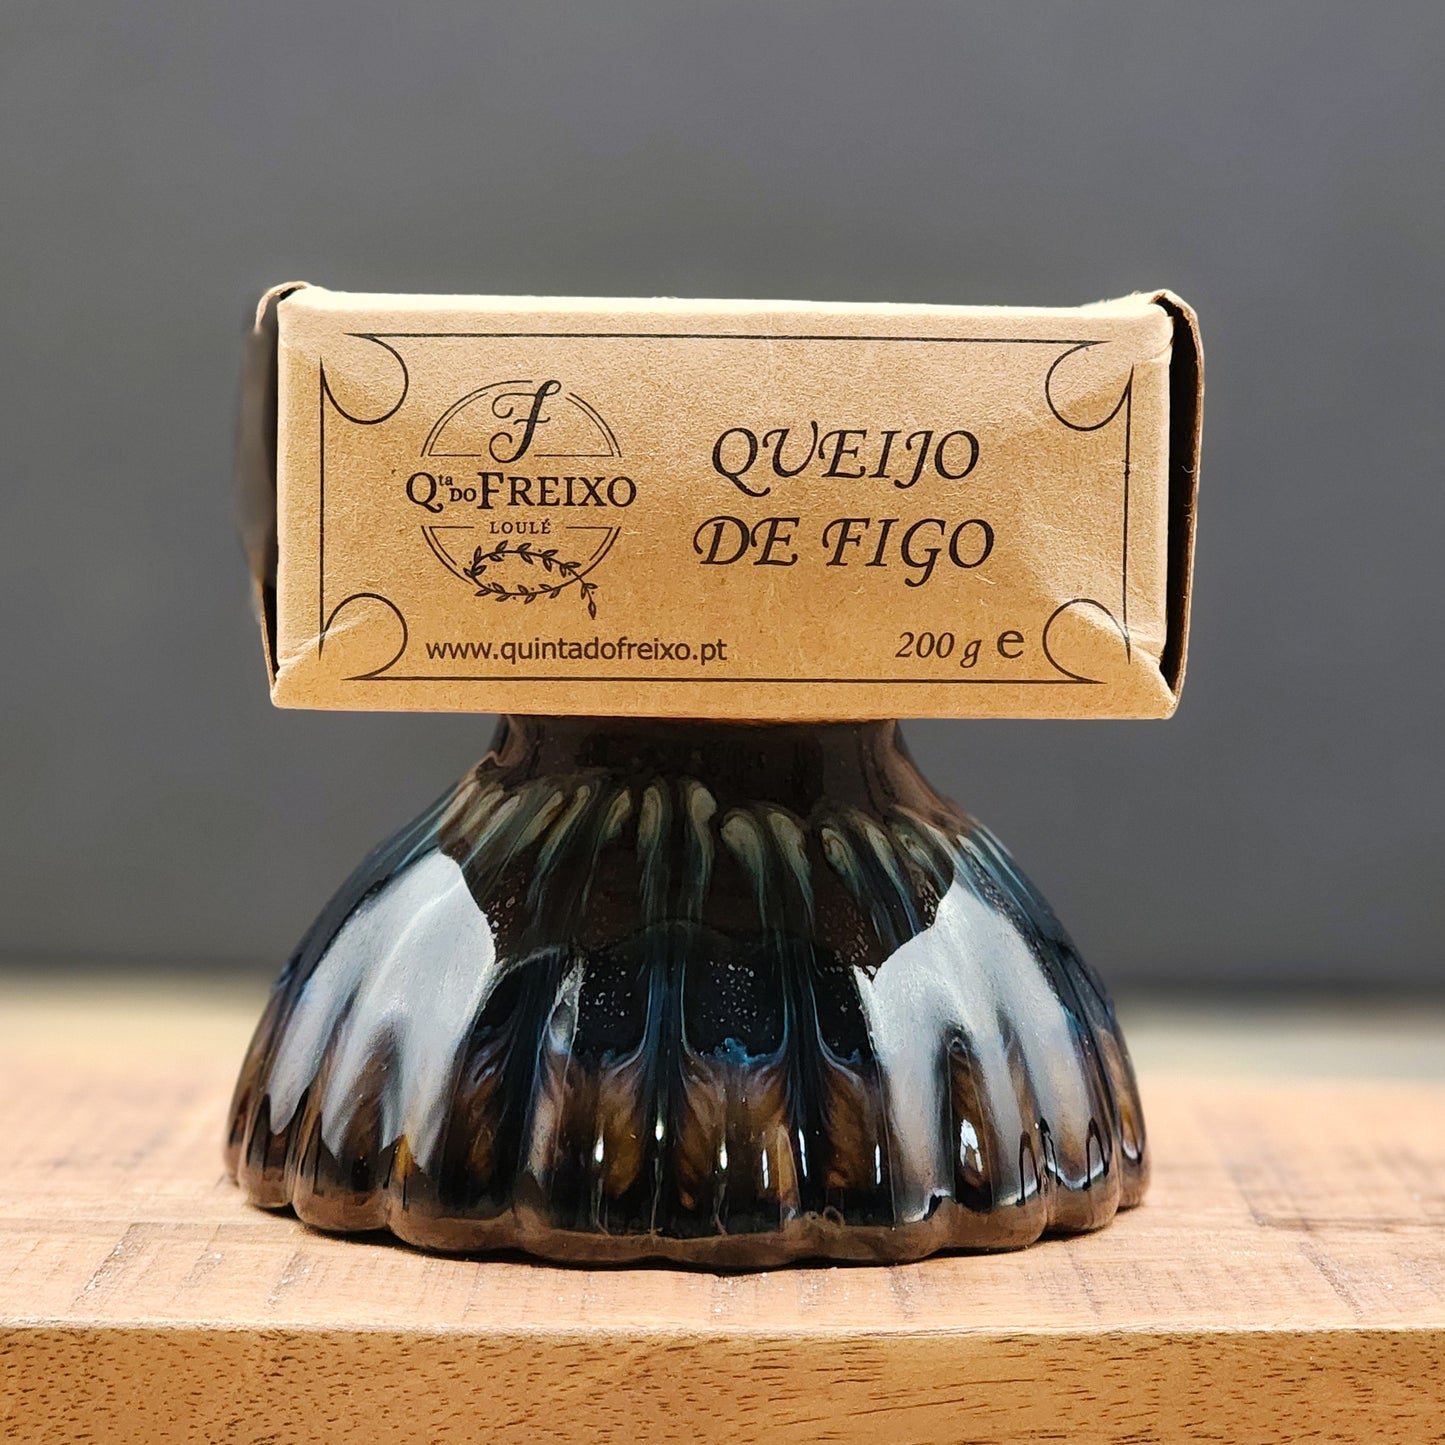 F
Qta DO FREIXO
LOULÉ
QUEIJO
DE FIGO
www.quintadofreixo.pt
200 g e